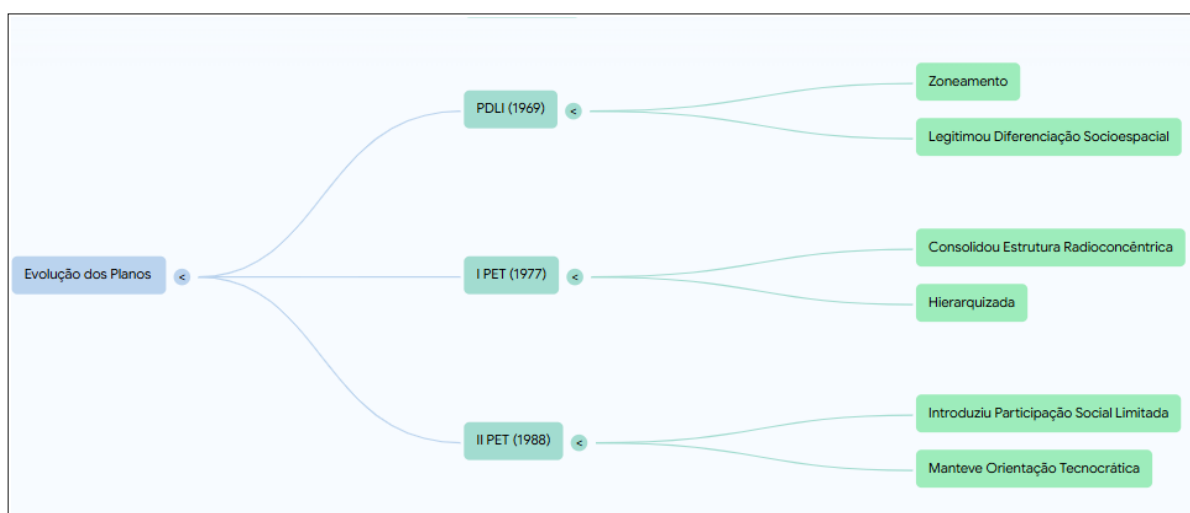 Evolução dos Planos
<
PDLI (1969)
<
Zoneamento
Legitimou Diferenciação Socioespacial
I PET (1977)
<
Consolidou Estrutura Radioconcêntrica
Hierarquizada
II PET (1988)
<
Introduziu Participação Social Limitada
Manteve Orientação Tecnocrática